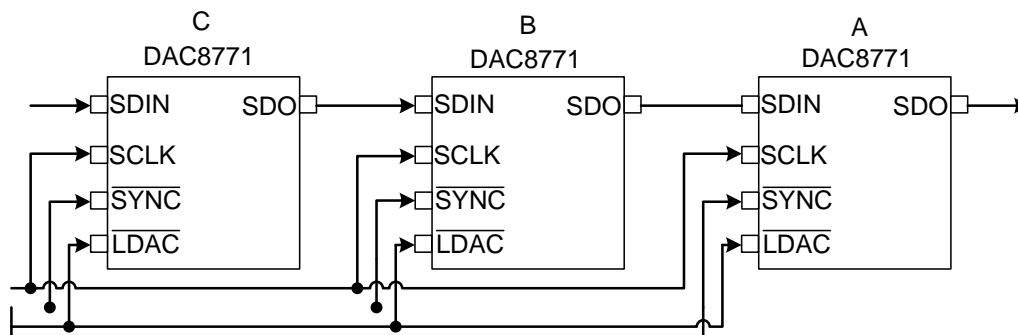 C
DAC8771
SDIN
SDO
SCLK
SYNC
LDAC
B
DAC8771
SDIN
SDO
SCLK
SYNC
LDAC
A
DAC8771
SDIN
SDO
SCLK
SYNC
LDAC